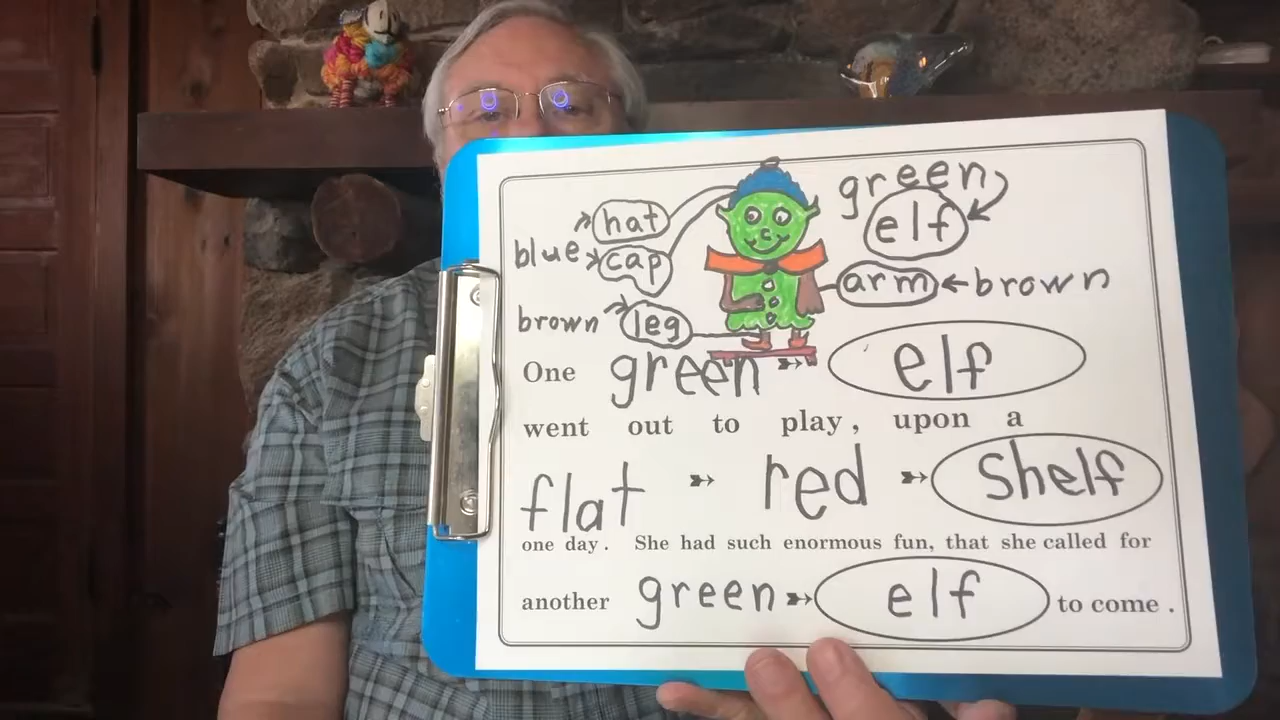 green
hat
elf
blue cap
arm brown
brown leg
One green elf
went out to play, upon a
flat red Shelf
one day. She had such enormous fun, that she called for
another green elf to come.